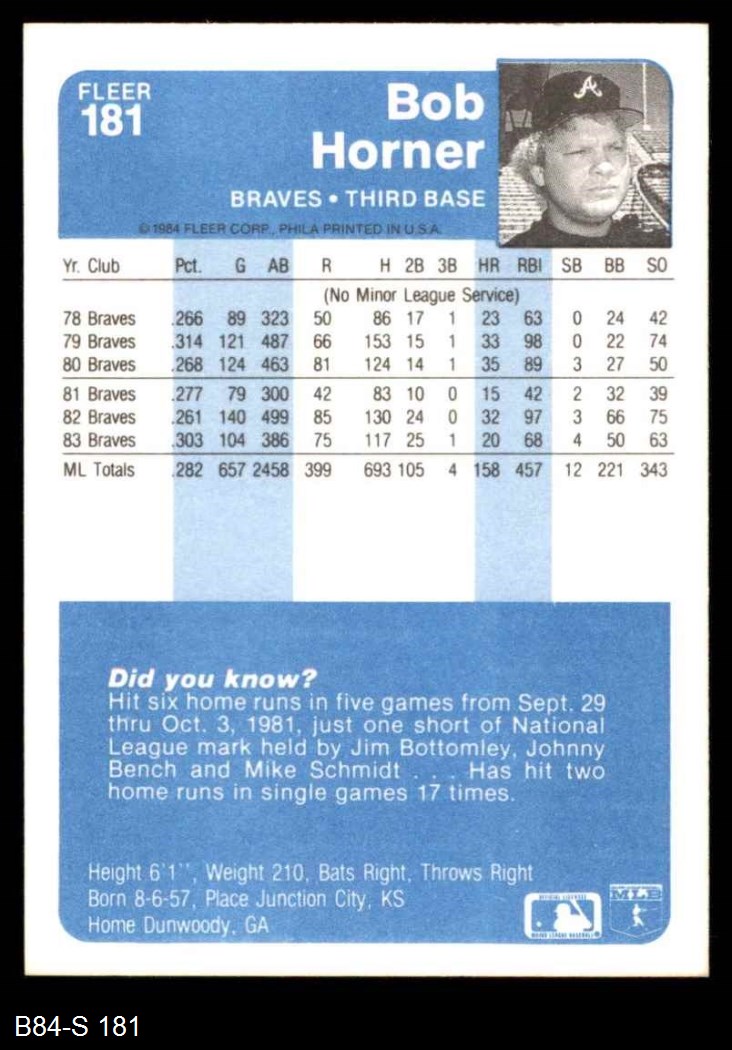 FLEER
181
Bob
Horner
BRAVES • THIRD BASE
© 1984 FLEER CORP., PHILA PRINTED IN U.S.A.
Yr. Club Pct. G AB R H 2B 3B HR RBI SB BB SO
(No Minor League Service)
78 Braves .266 89 323 50 86 17 1 23 63 0 24 42
79 Braves .314 121 487 66 153 15 1 33 98 0 22 74
80 Braves .268 124 463 81 124 14 1 35 89 3 27 50
81 Braves .277 79 300 42 83 10 0 15 42 2 32 39
82 Braves .261 140 499 85 130 24 0 32 97 3 66 75
83 Braves .303 104 386 75 117 25 1 20 68 4 50 63
ML Totals .282 657 2458 399 693 105 4 158 457 12 221 343
Did you know?
Hit six home runs in five games from Sept. 29
thru Oct. 3, 1981, just one short of National
League mark held by Jim Bottomley, Johnny
Bench and Mike Schmidt . . . Has hit two
home runs in single games 17 times.
Height 6'1'', Weight 210, Bats Right, Throws Right
Born 8-6-57, Place Junction City, KS
Home Dunwoody, GA
OFFICIAL LICENSEE
MAJOR LEAGUE BASEBALL
MLB
B84-S 181